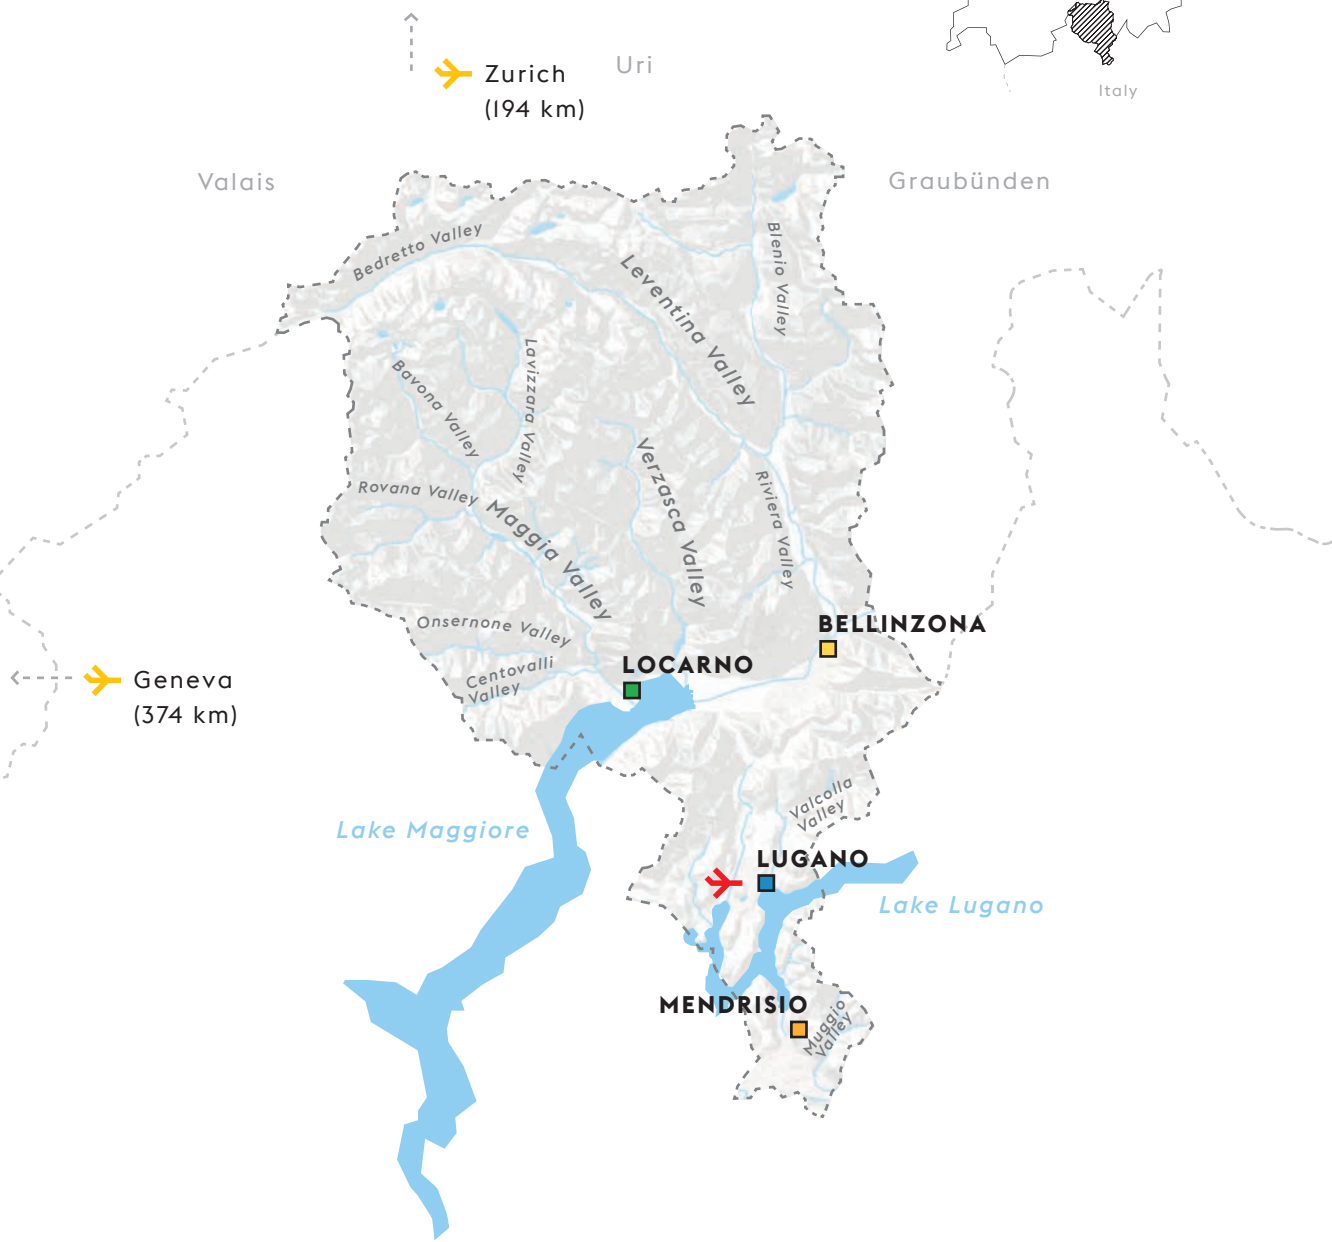 Uri
Zurich
(194 km)
Italy
Valais
Graubünden
Bedretto Valley
Blenio Valley
Leventina Valley
Lavizzara Valley
Bavona Valley
Verzasca Valley
Riviera Valley
Rovana Valley
Maggia Valley
Onsernone Valley
BELLINZONA
Centovalli
Valley
LOCARNO
Geneva
(374 km)
Valcolla
Valley
Lake Maggiore
LUGANO
Lake Lugano
MENDRISIO
Muggio
Valley